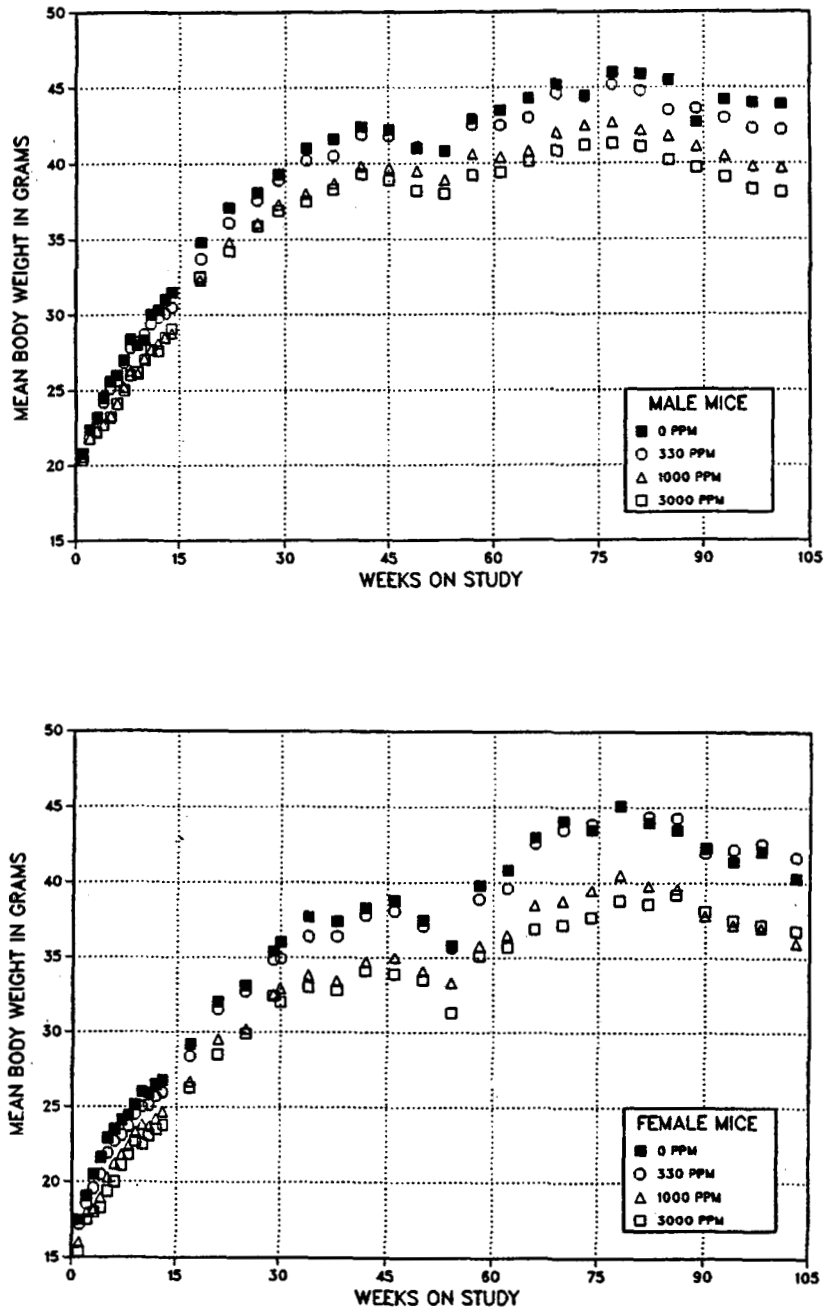 50
45
40
35
30
25
20
15
MEAN BODY WEIGHT IN GRAMS
MALE MICE
0 PPM
330 PPM
1000 PPM
3000 PPM
0 15 30 45 60 75 90 105
WEEKS ON STUDY
50
45
40
35
30
25
20
15
MEAN BODY WEIGHT IN GRAMS
FEMALE MICE
0 PPM
330 PPM
1000 PPM
3000 PPM
0 15 30 45 60 75 90 105
WEEKS ON STUDY